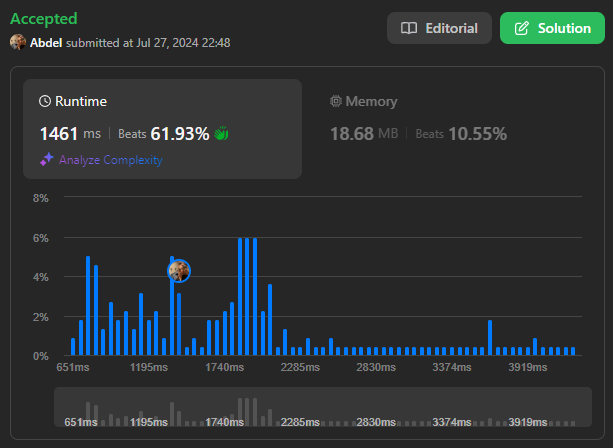 Accepted
Abdel submitted at Jul 27, 2024 22:48
Editorial
Solution
Runtime
1461 ms Beats 61.93%
Analyze Complexity
Memory
18.68 MB Beats 10.55%
8%
6%
4%
2%
0%
651ms 1195ms 1740ms 2285ms 2830ms 3374ms 3919ms
651ms 1195ms 1740ms 2285ms 2830ms 3374ms 3919ms